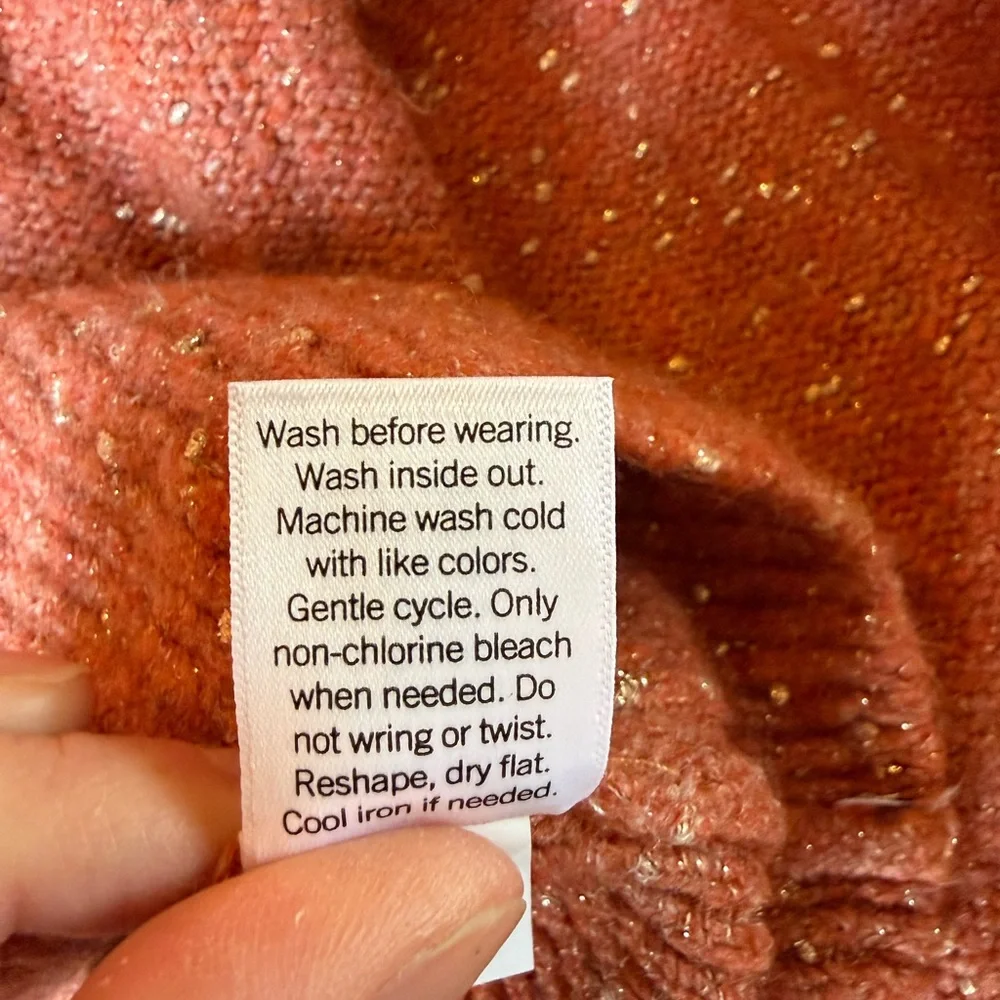 Wash before wearing.
Wash inside out.
Machine wash cold
with like colors.
Gentle cycle. Only
non-chlorine bleach
when needed. Do
not wring or twist.
Reshape, dry flat.
Cool iron if needed.